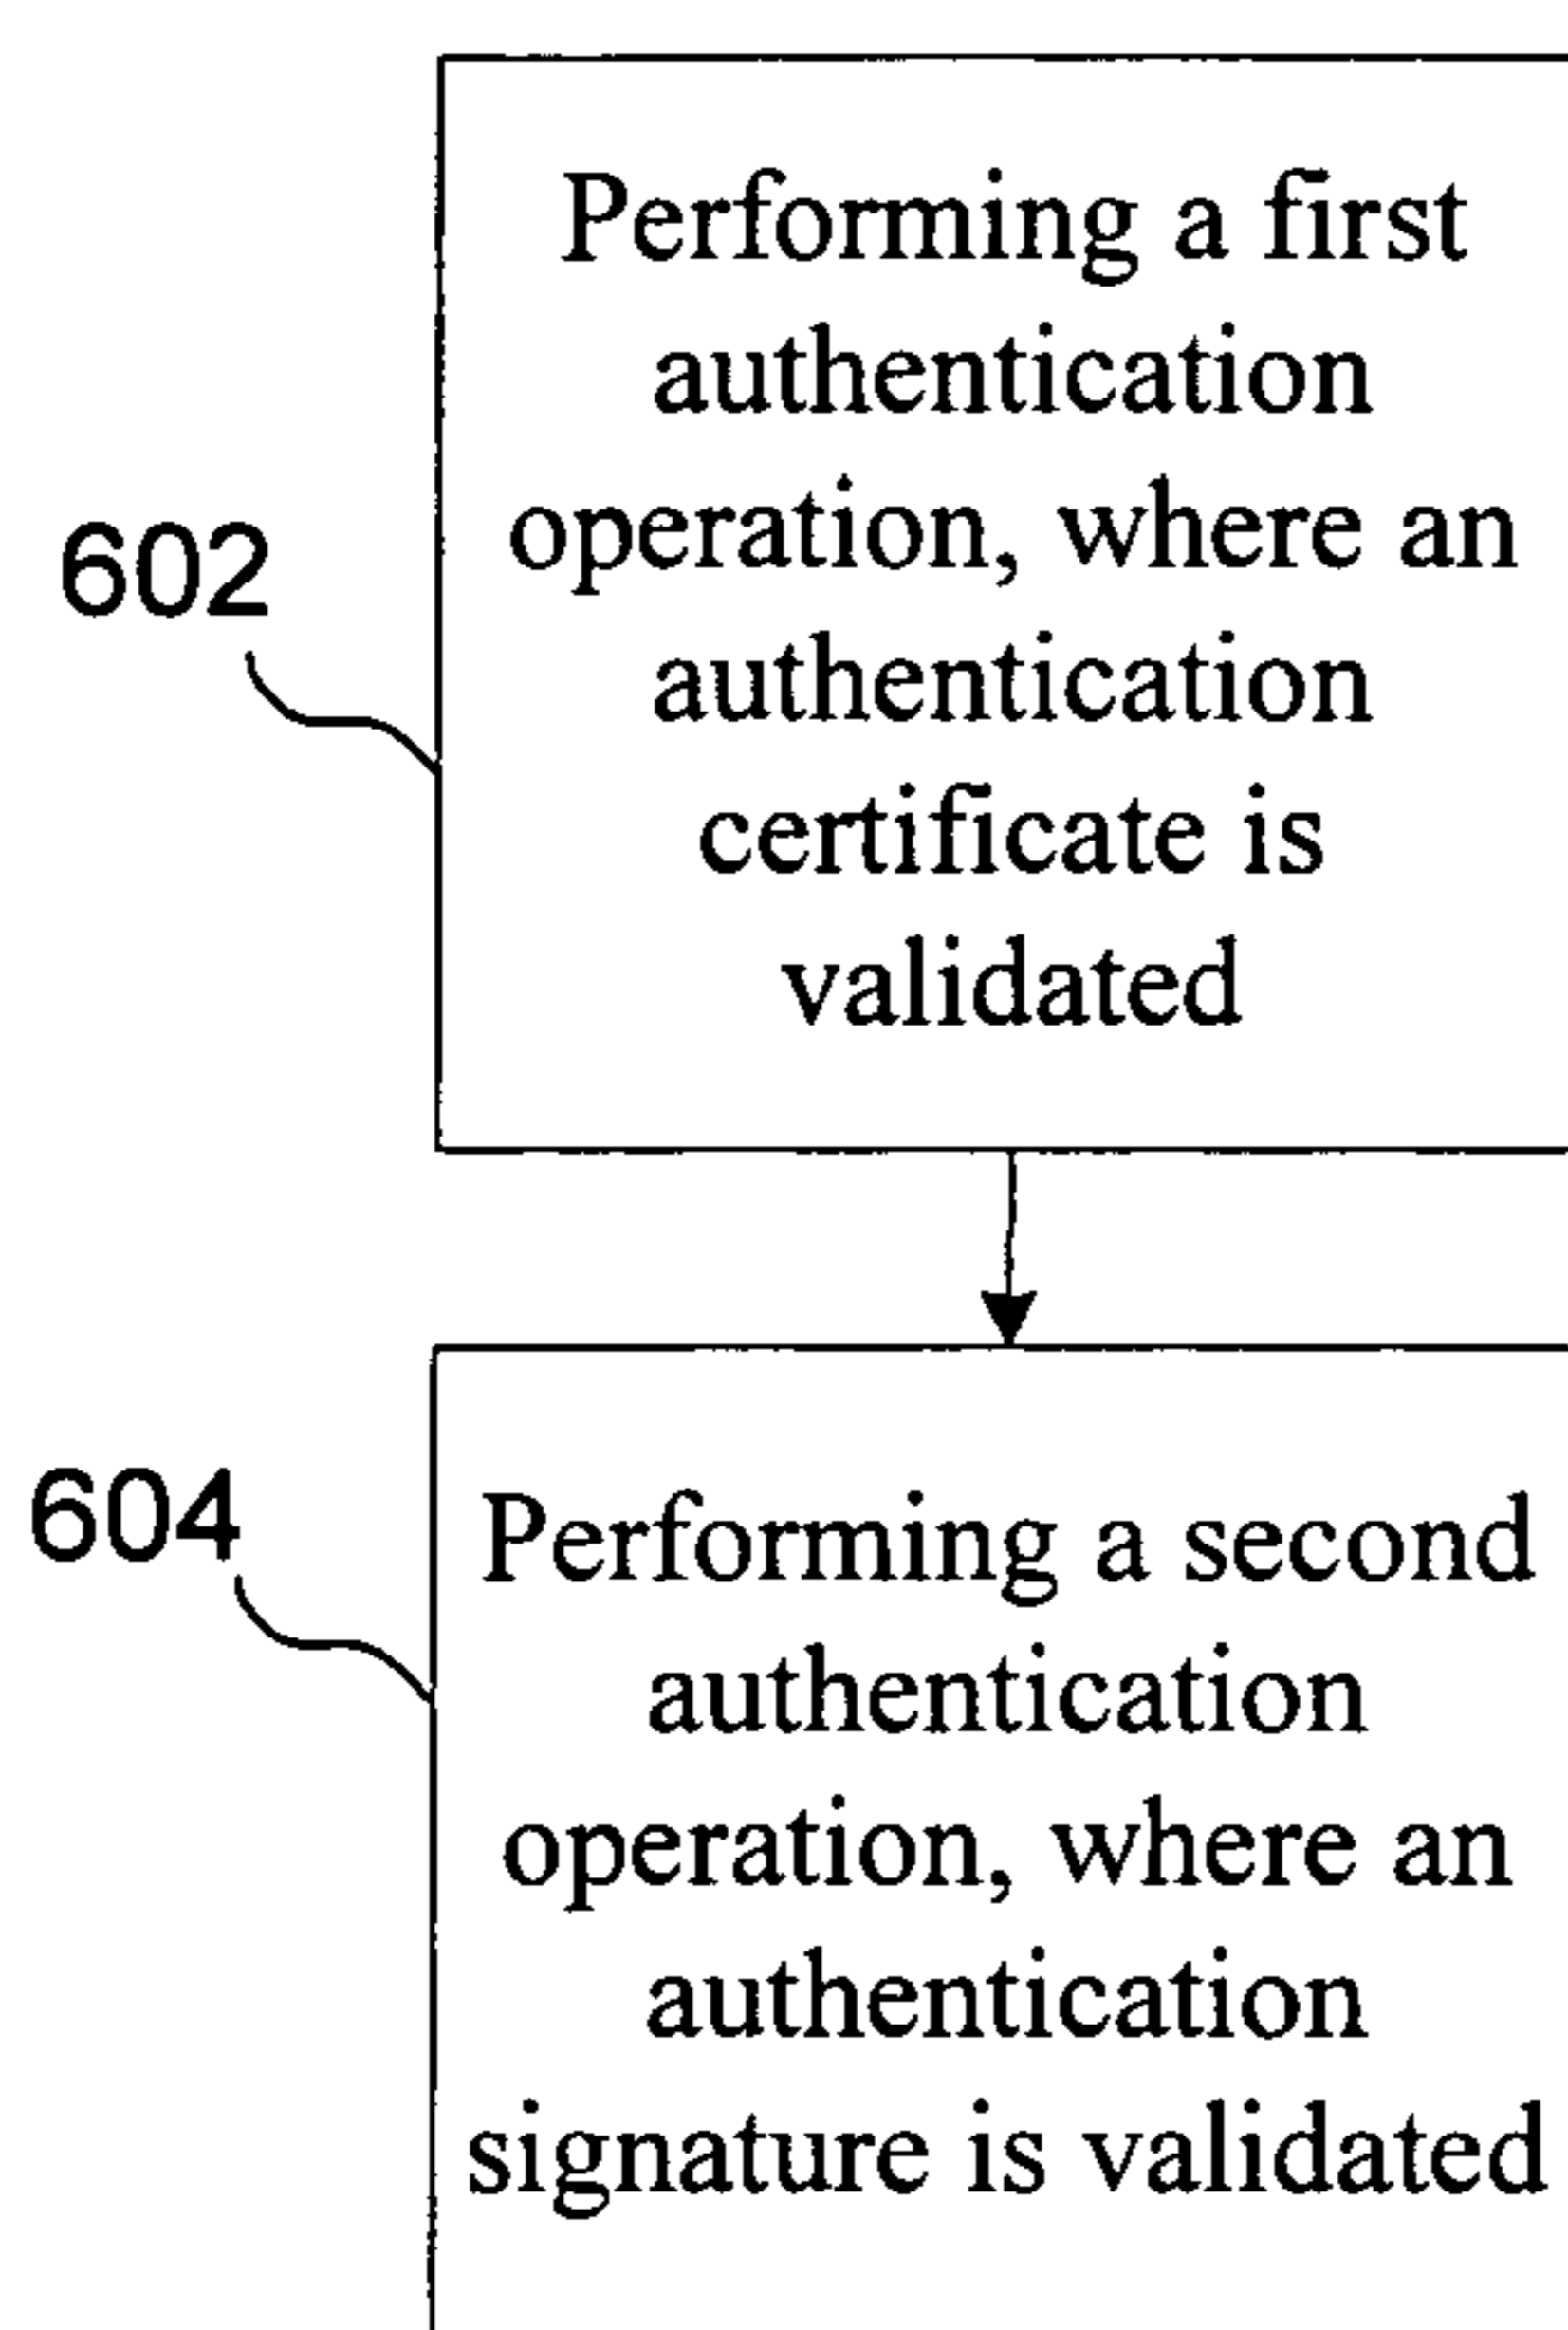 Performing a first
authentication
operation, where an
authentication
certificate is
validated
602
604
Performing a second
authentication
operation, where an
authentication
signature is validated